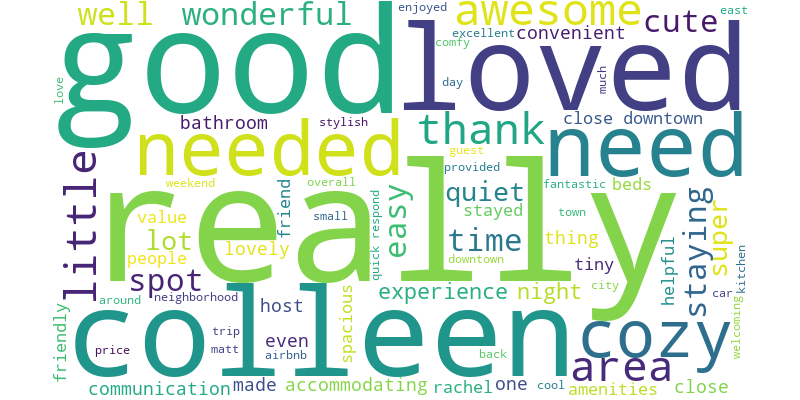 well
wonderful
enjoyed
awesome
east
good
loved
comfy
excellent
convenient
cute
love
day
much
bathroom
stylish
thank
close downtown
needed
need
guest
little
really
weekend
overall
friend
provided
quiet
fantastic
beds
value
small
quick respond
easy
stayed
town
staying
super
lot
lovely
time
thing
people
downtown
tiny
helpful
kitchen
spot
experience
night
city
car
around
neighborhood
host
spacious
welcoming
friendly
colleen
cozy
trip
even
price
matt
airbnb
back
area
communication
made
accommodating
rachel
one
cool
amenities
close